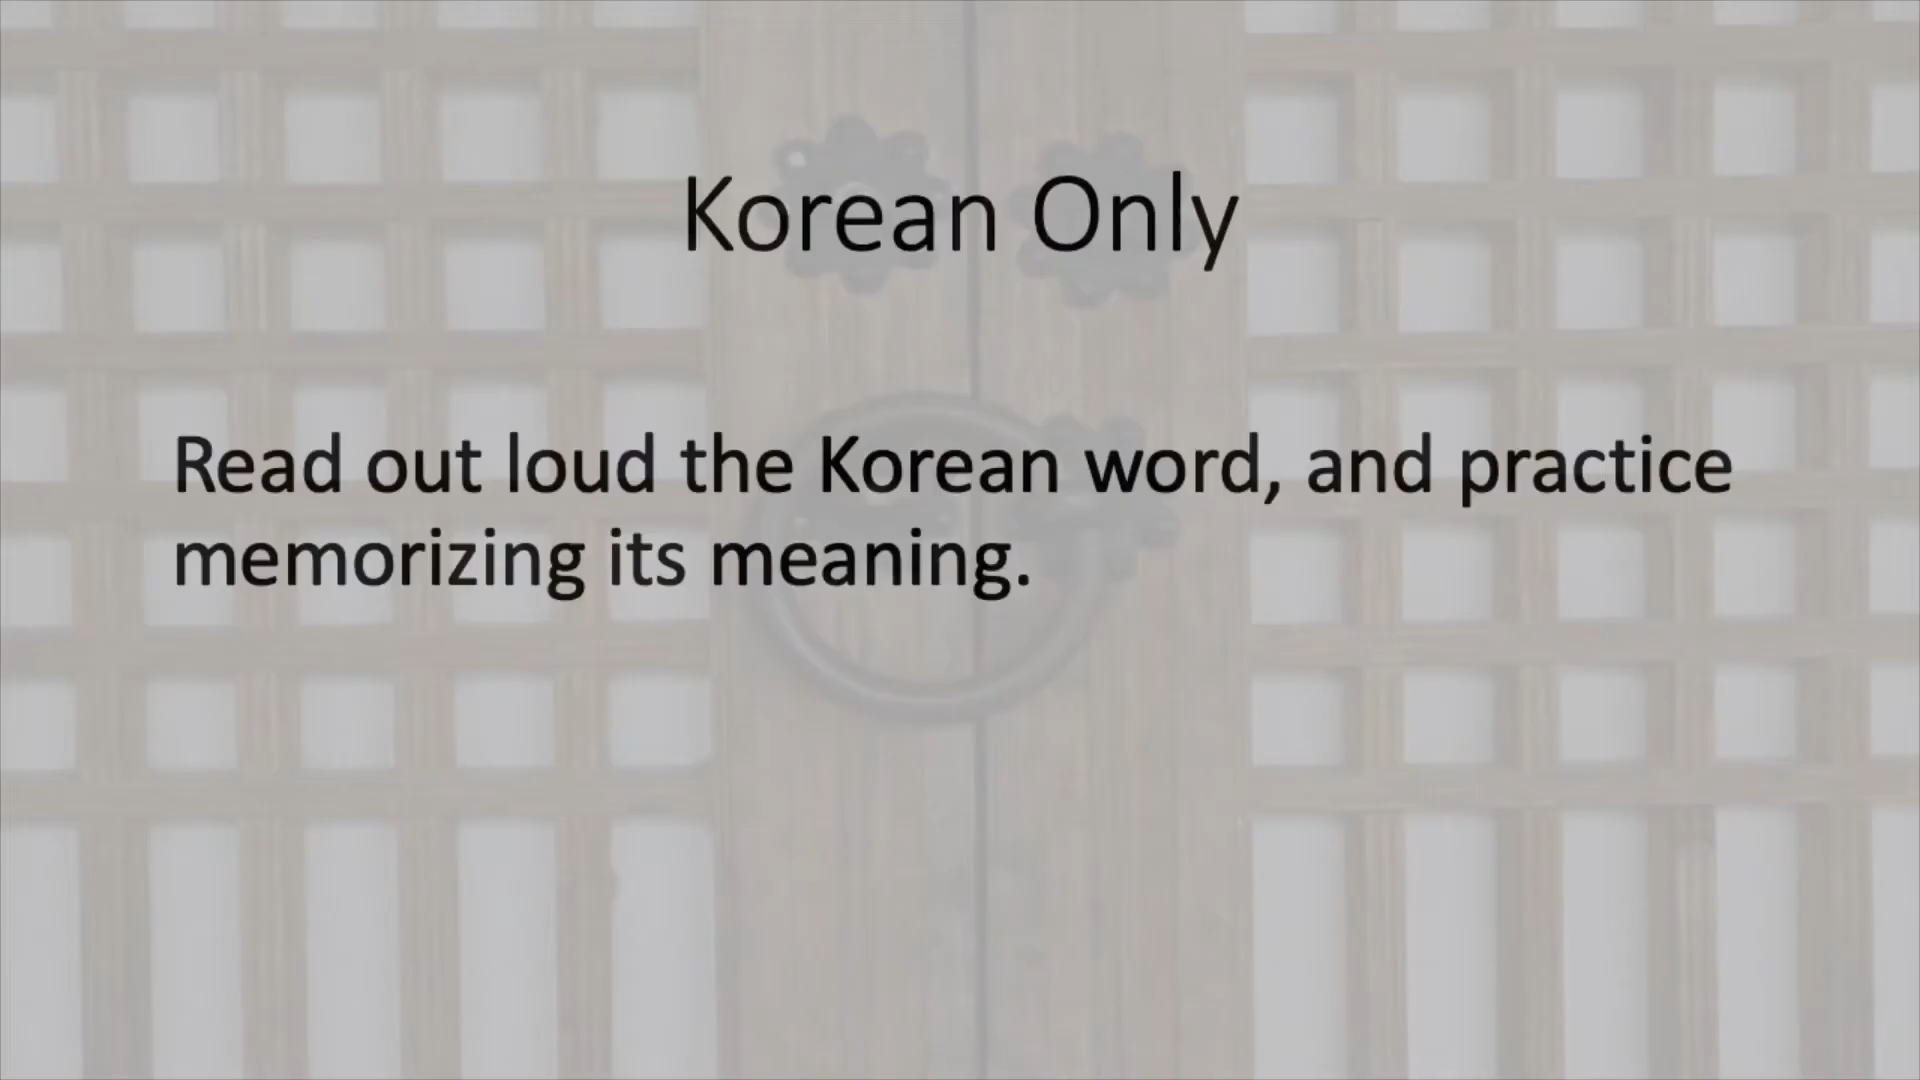 Korean Only
Read out loud the Korean word, and practice
memorizing its meaning.